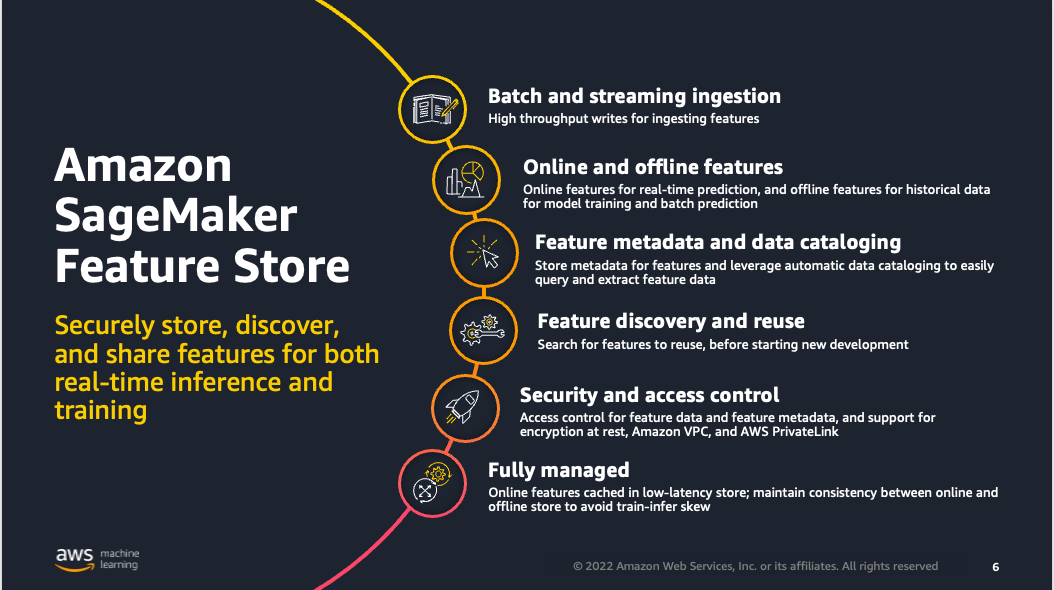 Amazon
SageMaker
Feature Store
Securely store, discover,
and share features for both
real-time inference and
training
Batch and streaming ingestion
High throughput writes for ingesting features
Online and offline features
Online features for real-time prediction, and offline features for historical data
for model training and batch prediction
Feature metadata and data cataloging
Store metadata for features and leverage automatic data cataloging to easily
query and extract feature data
Feature discovery and reuse
Search for features to reuse, before starting new development
Security and access control
Access control for feature data and feature metadata, and support for
encryption at rest, Amazon VPC, and AWS PrivateLink
Fully managed
Online features cached in low-latency store; maintain consistency between online and
offline store to avoid train-infer skew
aws machine
learning
© 2022 Amazon Web Services, Inc. or its affiliates. All rights reserved
6